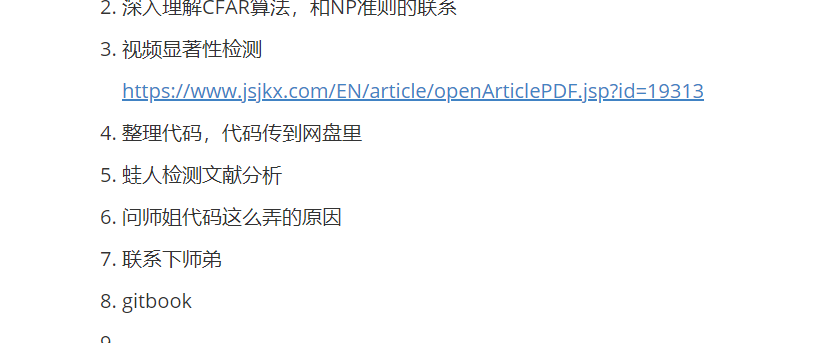 2. 深入理解CFAR算法，和NP准则的联系
3. 视频显著性检测
https://www.jsjkx.com/EN/article/openArticlePDF.jsp?id=19313
4. 整理代码，代码传到网盘里
5. 蛙人检测文献分析
6. 问师姐代码这么弄的原因
7. 联系下师弟
8. gitbook